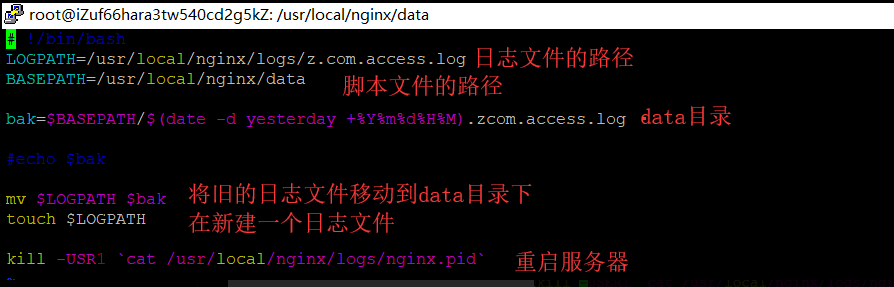 root@iZuf66hara3tw540cd2g5kZ: /usr/local/nginx/data
# !/bin/bash
LOGPATH=/usr/local/nginx/logs/z.com.access.log 日志文件的路径
BASEPATH=/usr/local/nginx/data 脚本文件的路径
bak=$BASEPATH/$(date -d yesterday +%Y%m%d%H%M).zcom.access.log data目录
#echo $bak
mv $LOGPATH $bak 将旧的日志文件移动到data目录下
touch $LOGPATH 在新建一个日志文件
kill -USR1 `cat /usr/local/nginx/logs/nginx.pid` 重启服务器